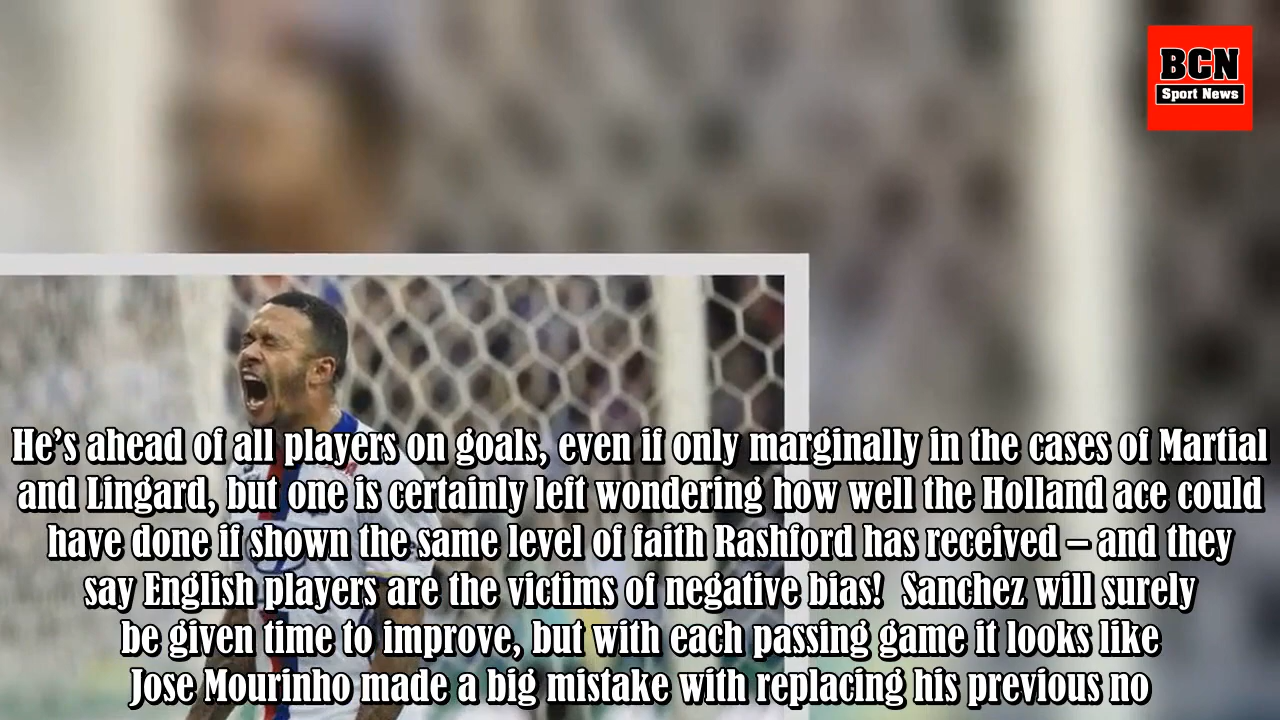 BCN
Sport News
He's ahead of all players on goals, even if only marginally in the cases of Martial
and Lingard, but one is certainly left wondering how well the Holland ace could
have done if shown the same level of faith Rashford has received – and they
say English players are the victims of negative bias!  Sanchez will surely
be given time to improve, but with each passing game it looks like
Jose Mourinho made a big mistake with replacing his previous no